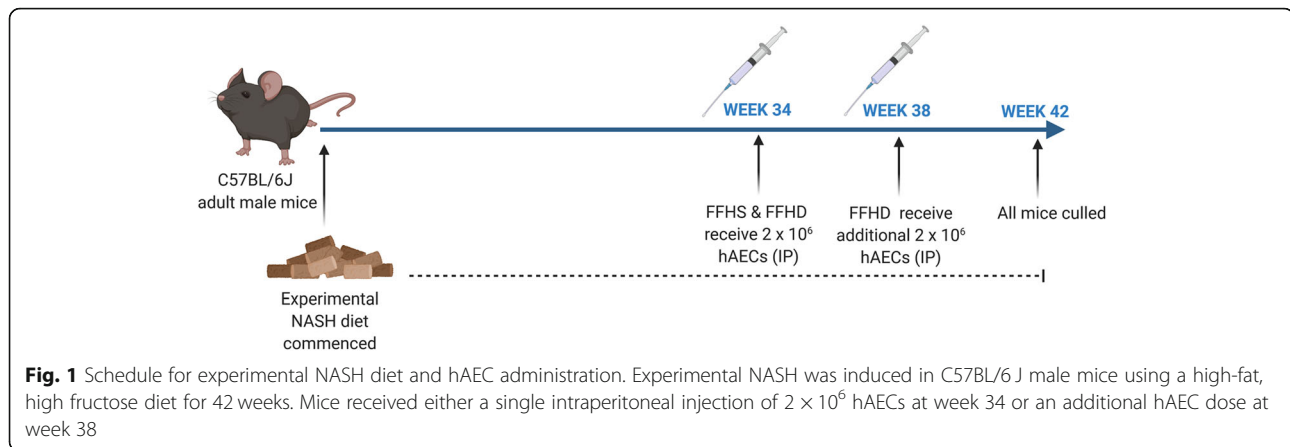 WEEK 34
WEEK 38
WEEK 42
C57BL/6J
adult male mice
FFHS & FFHD
receive 2 x 10⁶
hAECs (IP)
FFHD receive
additional 2 x 10⁶
hAECs (IP)
All mice culled
Experimental
NASH diet
commenced
Fig. 1 Schedule for experimental NASH diet and hAEC administration. Experimental NASH was induced in C57BL/6 J male mice using a high-fat,
high fructose diet for 42 weeks. Mice received either a single intraperitoneal injection of 2 × 10⁶ hAECs at week 34 or an additional hAEC dose at
week 38